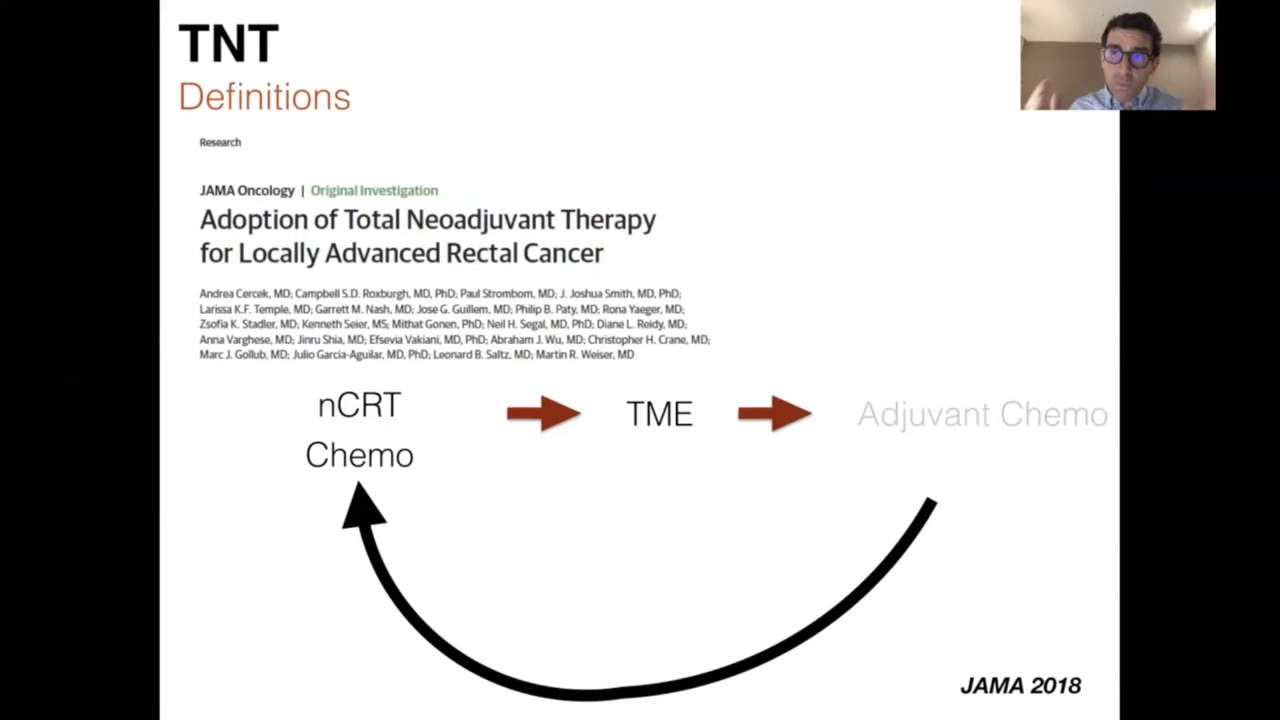 TNT
Definitions
Research
JAMA Oncology | Original Investigation
Adoption of Total Neoadjuvant Therapy
for Locally Advanced Rectal Cancer
Andrea Cercek, MD; Campbell S.D. Roxburgh, MD, PhD; Paul Strombom, MD; J. Joshua Smith, MD, PhD;
Larissa K.F. Temple, MD; Garrett M. Nash, MD; Jose G. Guillem, MD; Philip B. Paty, MD; Rona Yaeger, MD;
Zsofia K. Stadler, MD; Kenneth Seier, MS; Mithat Gonen, PhD; Neil H. Segal, MD, PhD; Diane L. Reidy, MD;
Anna Varghese, MD; Jinru Shia, MD; Efsevia Vakiani, MD, PhD; Abraham J. Wu, MD; Christopher H. Crane, MD;
Marc J. Gollub, MD; Julio Garcia-Aguilar, MD, PhD; Leonard B. Saltz, MD; Martin R. Weiser, MD
nCRT
TME
Adjuvant Chemo
Chemo
JAMA 2018